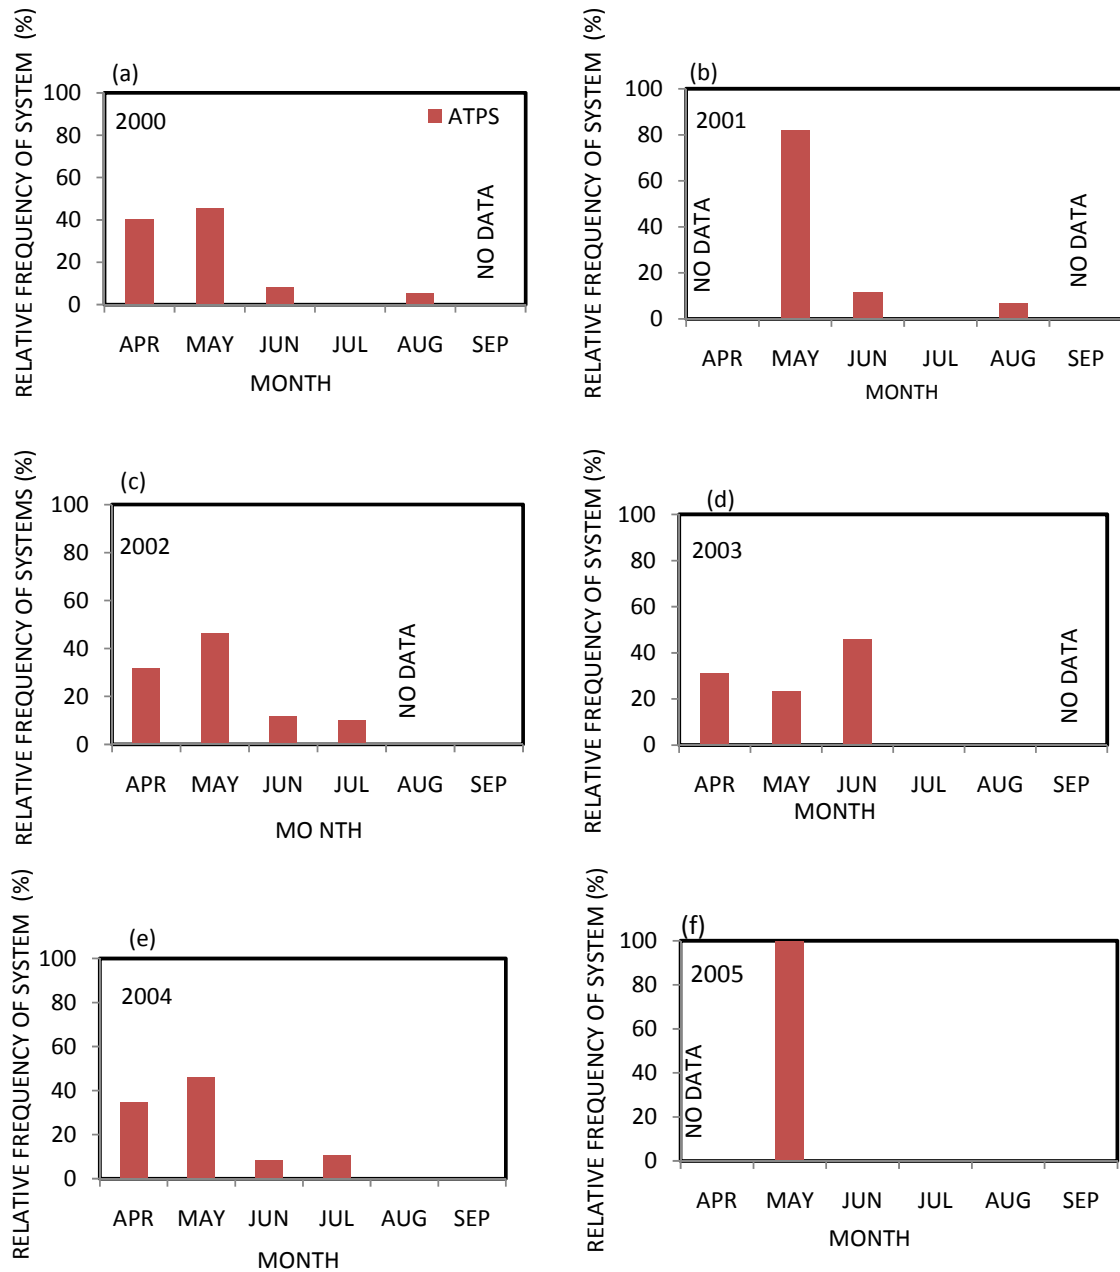 (a)
RELATIVE FREQUENCY OF SYSTEM (%)
100
80
60
40
20
0
2000
ATPS
NO DATA
APR MAY JUN JUL AUG SEP
MONTH
(b)
RELATIVE FREQUENCY OF SYSTEM (%)
100
80
60
40
20
0
2001
NO DATA
NO DATA
APR MAY JUN JUL AUG SEP
MONTH
(c)
RELATIVE FREQUENCY OF SYSTEMS (%)
100
80
60
40
20
0
2002
NO DATA
APR MAY JUN JUL AUG SEP
MO NTH
(d)
RELATIVE FREQUENCY OF SYSTEM (%)
100
80
60
40
20
0
2003
NO DATA
APR MAY JUN JUL AUG SEP
MONTH
(e)
RELATIVE FREQUENCY OF SYSTEM (%)
100
80
60
40
20
0
2004
APR MAY JUN JUL AUG SEP
MONTH
(f)
RELATIVE FREQUENCY OF SYSTEM (%)
100
80
60
40
20
0
2005
NO DATA
APR MAY JUN JUL AUG SEP
MONTH